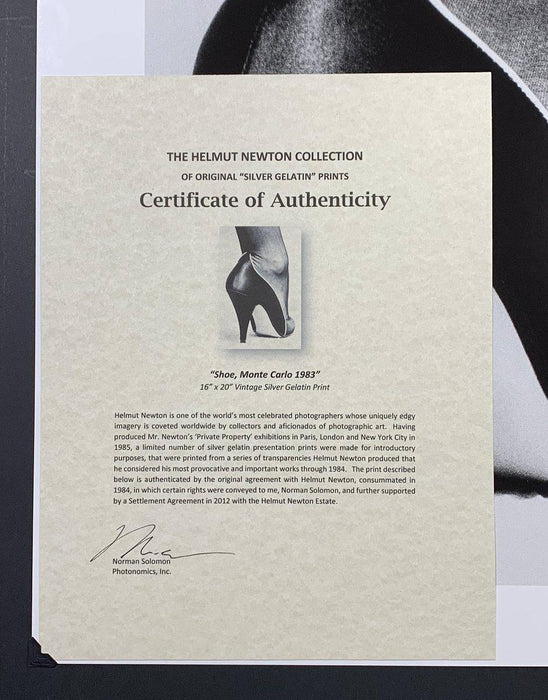 THE HELMUT NEWTON COLLECTION
OF ORIGINAL “SILVER GELATIN” PRINTS
Certificate of Authenticity
“Shoe, Monte Carlo 1983”
16” x 20” Vintage Silver Gelatin Print
Helmut Newton is one of the world’s most celebrated photographers whose uniquely edgy
imagery is coveted worldwide by collectors and aficionados of photographic art. Having
produced Mr. Newton’s ‘Private Property’ exhibitions in Paris, London and New York City in
1985, a limited number of silver gelatin presentation prints were made for introductory
purposes, that were printed from a series of transparencies Helmut Newton produced that
he considered his most provocative and important works through 1984. The print described
below is authenticated by the original agreement with Helmut Newton, consummated in
1984, in which certain rights were conveyed to me, Norman Solomon, and further supported
by a Settlement Agreement in 2012 with the Helmut Newton Estate.
Norman Solomon
Photonomics, Inc.